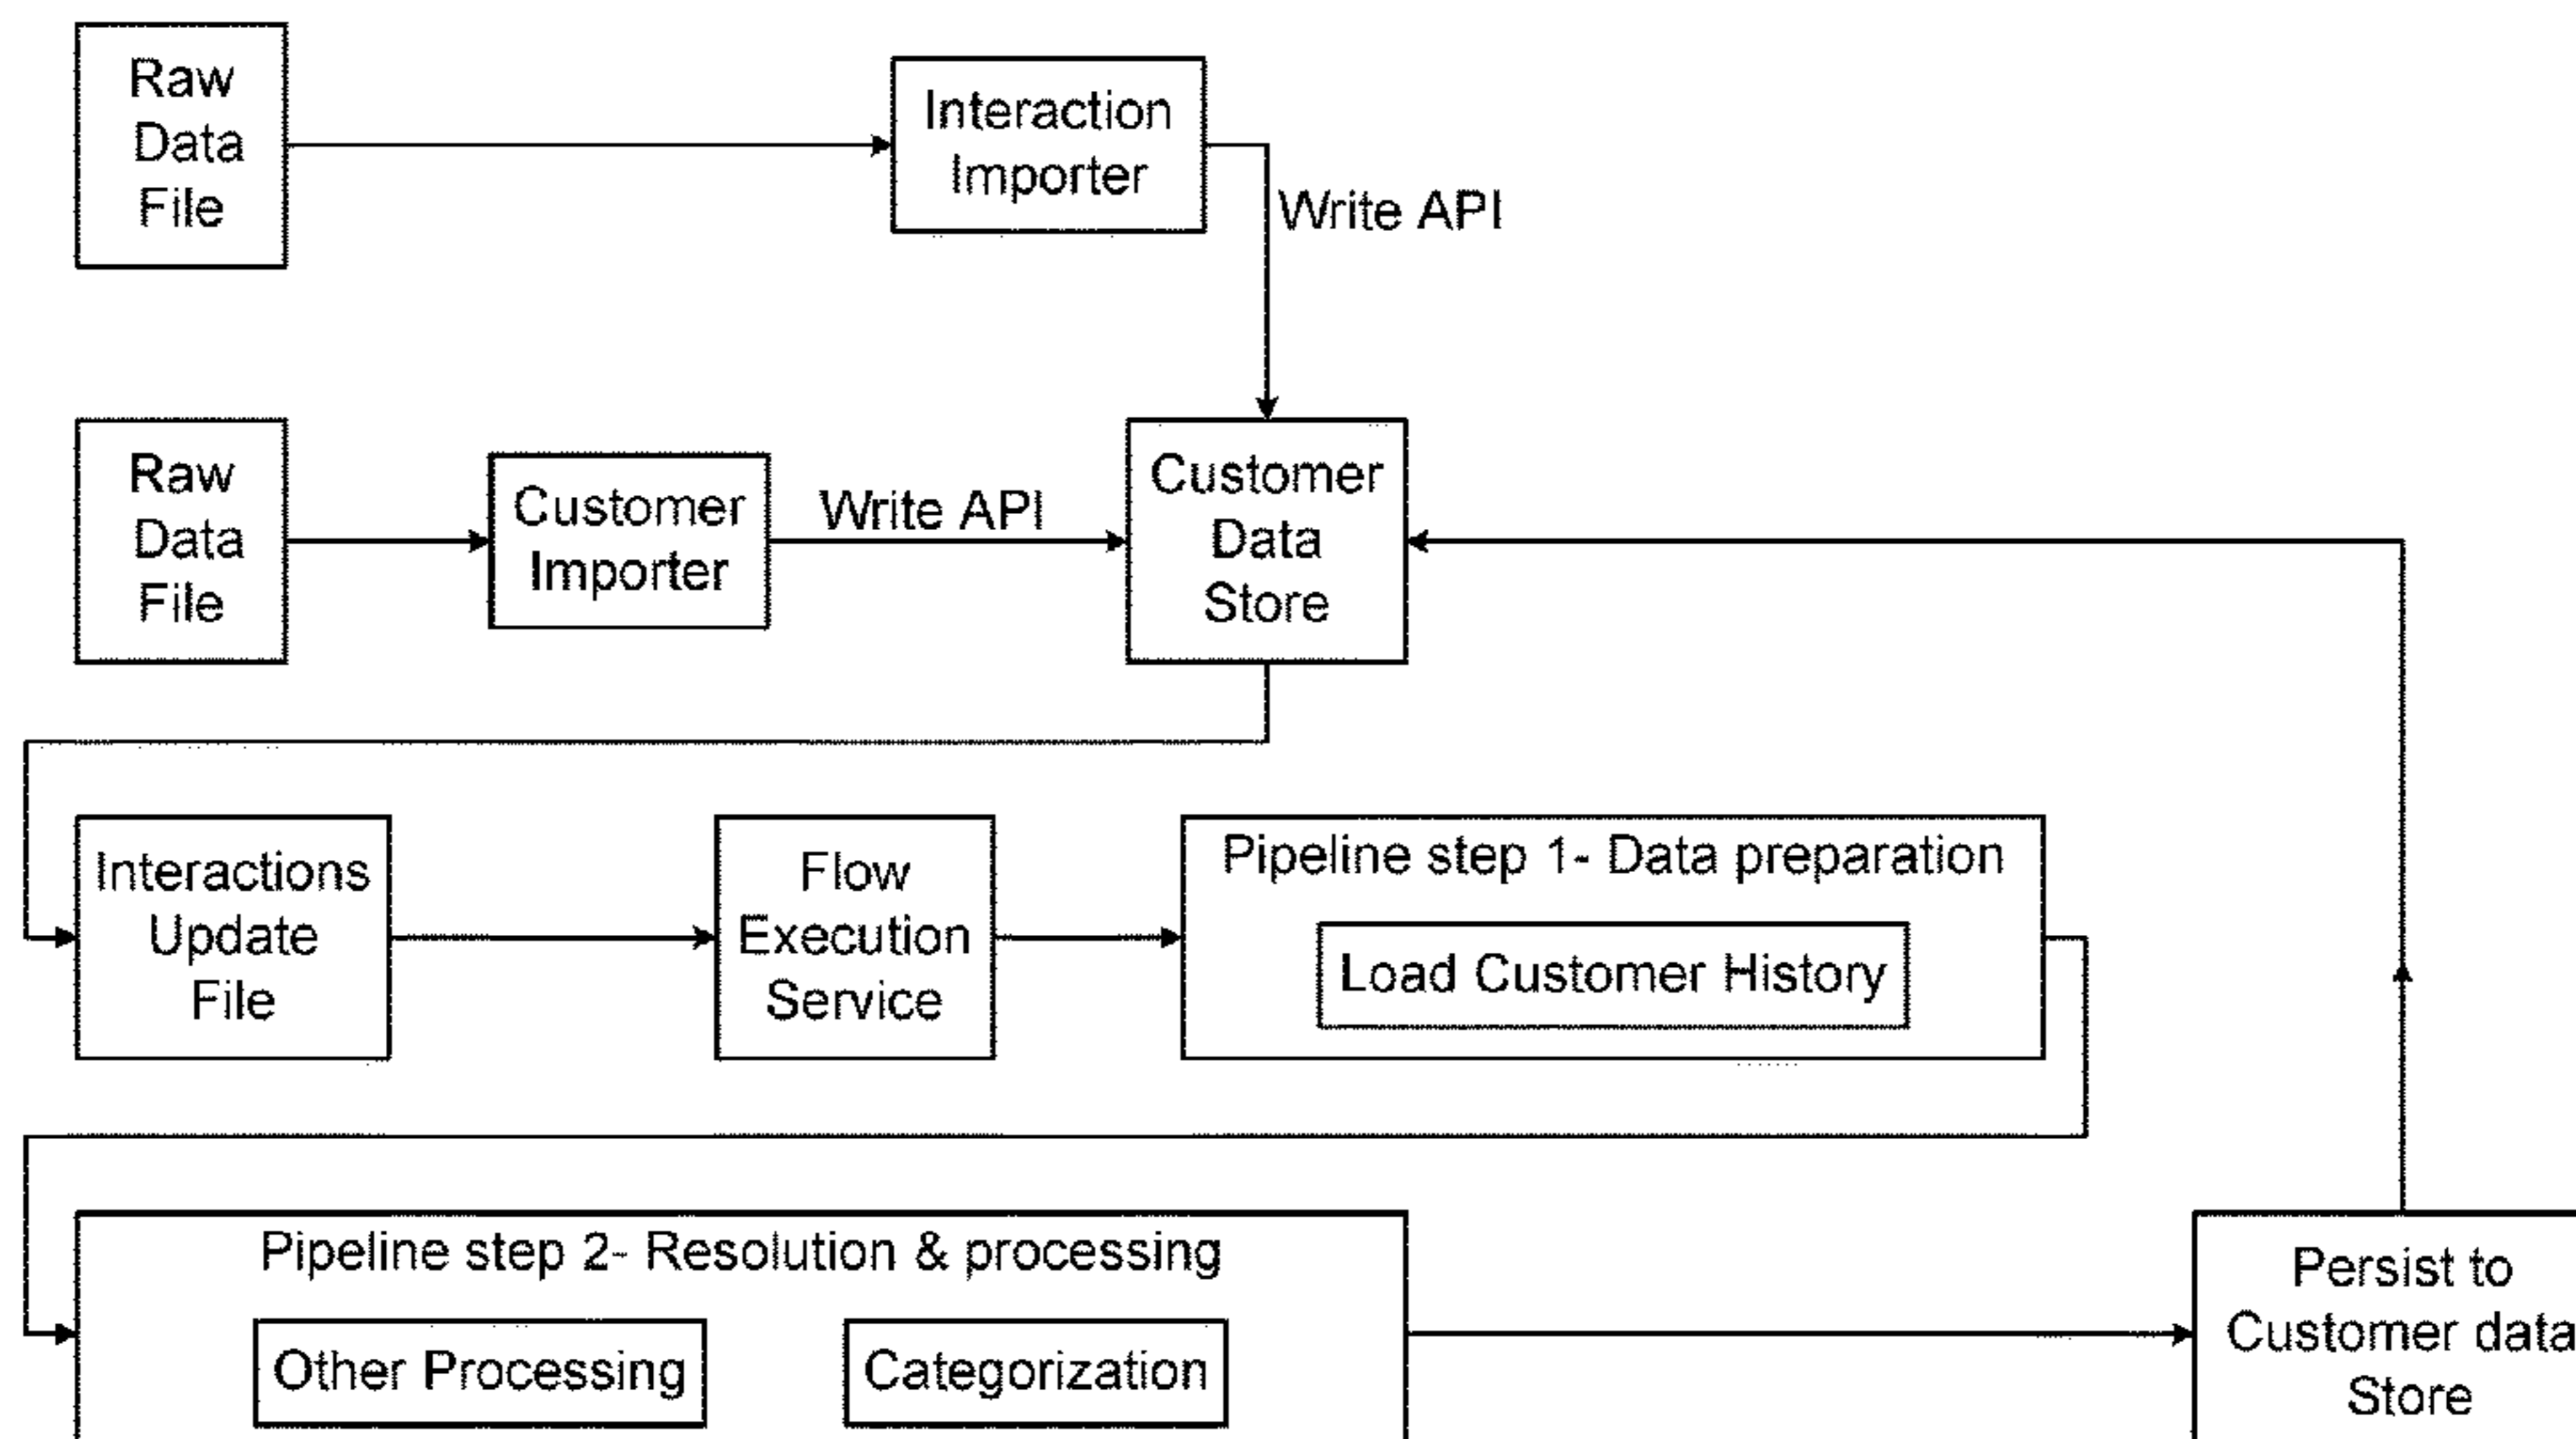 Raw
Data
File
Interaction
Importer
Write API
Raw
Data
File
Customer
Importer
Write API
Customer
Data
Store
Interactions
Update
File
Flow
Execution
Service
Pipeline step 1- Data preparation
Load Customer History
Pipeline step 2- Resolution & processing
Other Processing
Categorization
Persist to
Customer data
Store